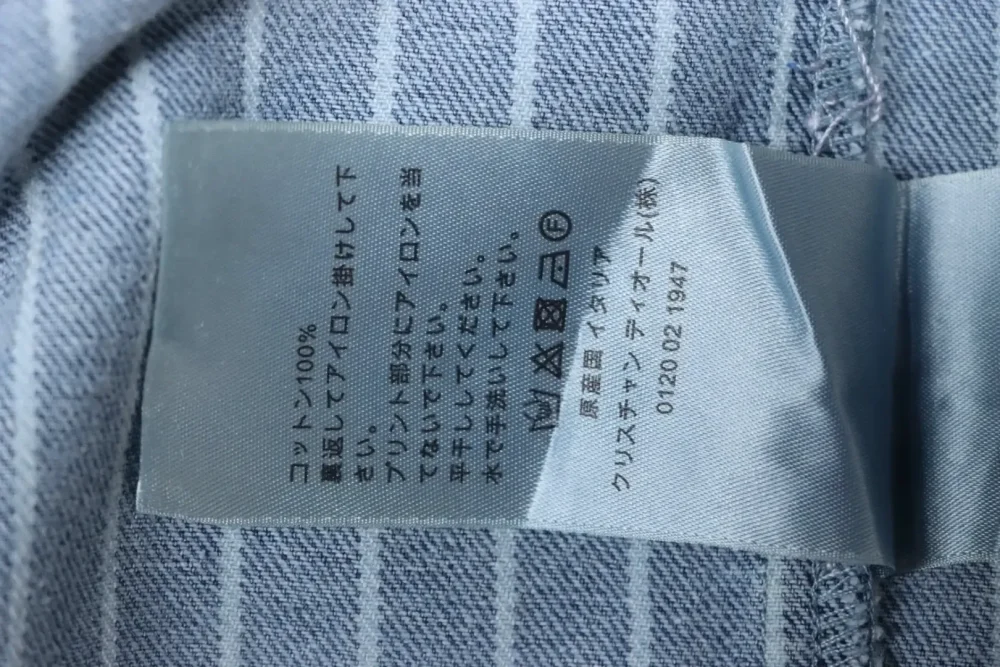 コットン100%
裏返してアイロン掛けして下
さい。
プリント部分にアイロンを当
てないで下さい。
平干ししてください。
水で手洗いして下さい。
Ⓕ
原産国 イタリア
クリスチャン ディオール(株)
0120 02 1947